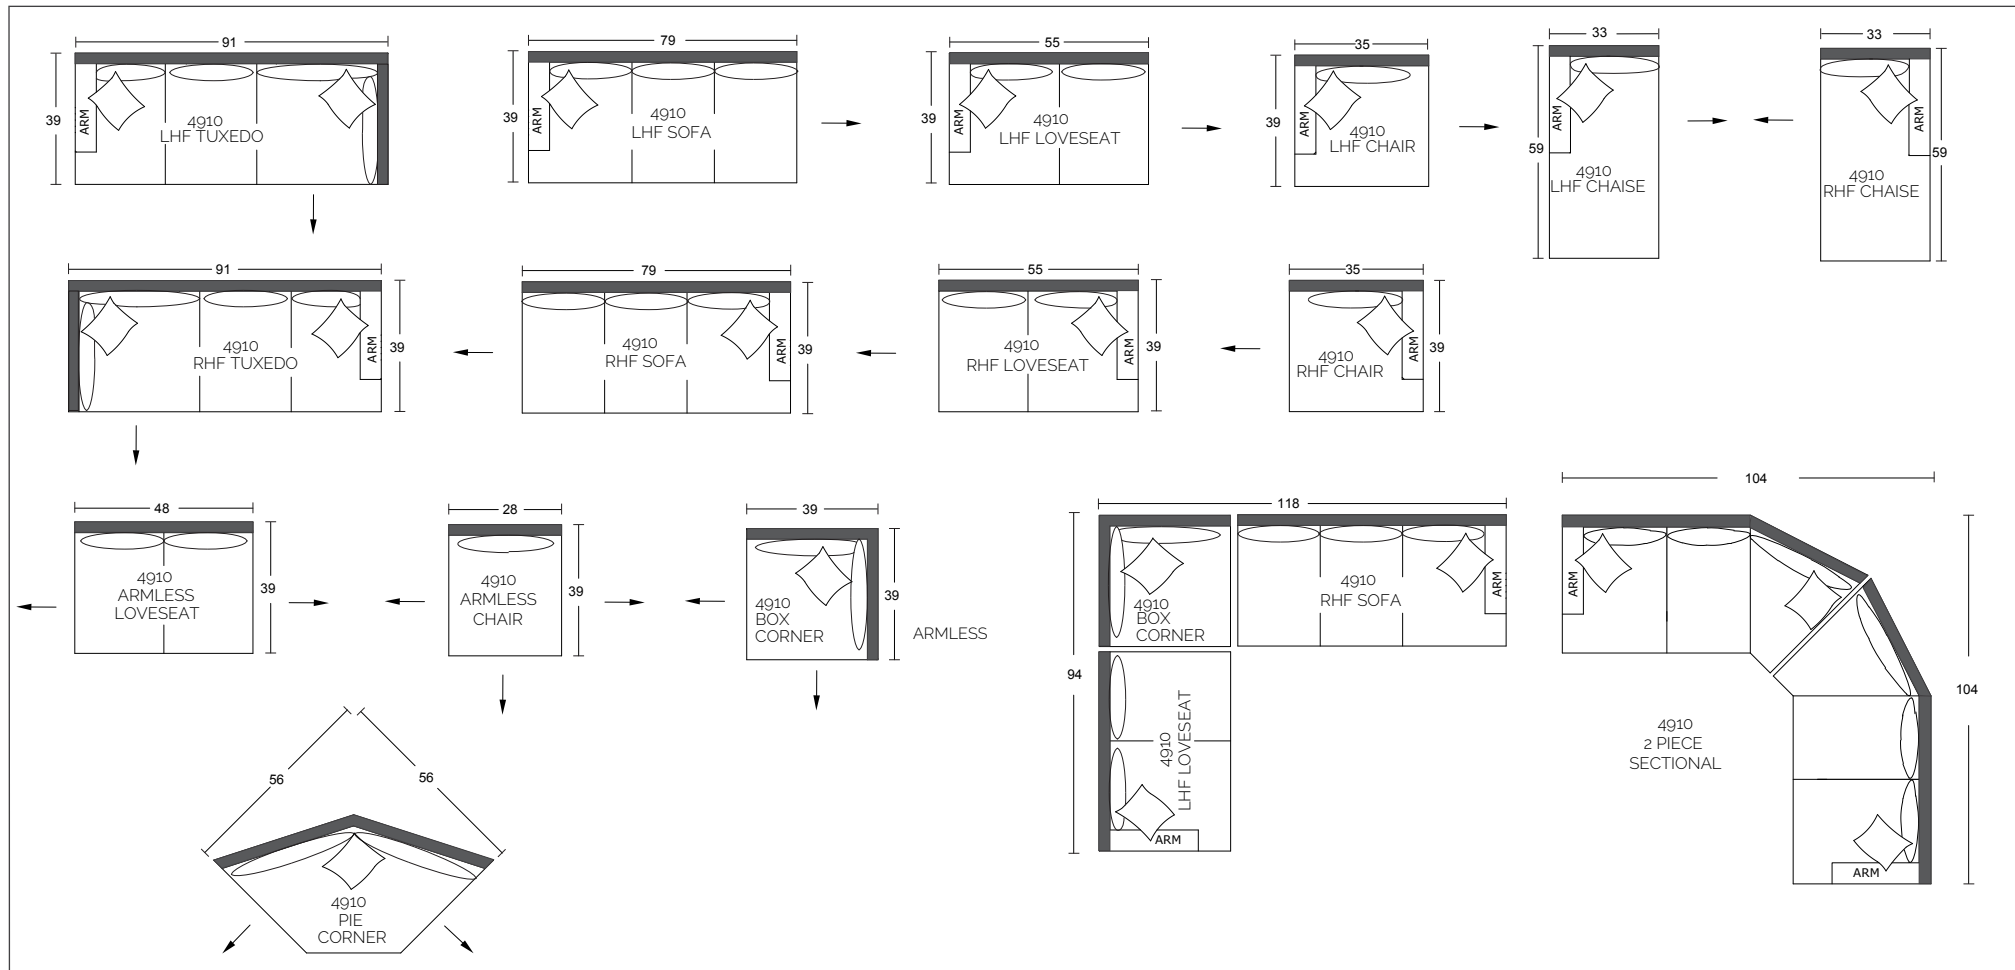 91
39
ARM
4910
LHF TUXEDO
79
39
ARM
4910
LHF SOFA
55
39
ARM
4910
LHF LOVESEAT
35
39
ARM
4910
LHF CHAIR
33
59
ARM
4910
LHF CHAISE
33
ARM
59
4910
RHF CHAISE
91
4910
RHF TUXEDO
ARM
39
79
4910
RHF SOFA
ARM
39
55
4910
RHF LOVESEAT
ARM
39
35
4910
RHF CHAIR
ARM
39
48
4910
ARMLESS
LOVESEAT
39
28
4910
ARMLESS
CHAIR
39
39
4910
BOX
CORNER
39
ARMLESS
118
94
4910
BOX
CORNER
4910
RHF SOFA
ARM
4910
LHF LOVESEAT
ARM
104
ARM
104
4910
2 PIECE
SECTIONAL
ARM
56
56
4910
PIE
CORNER